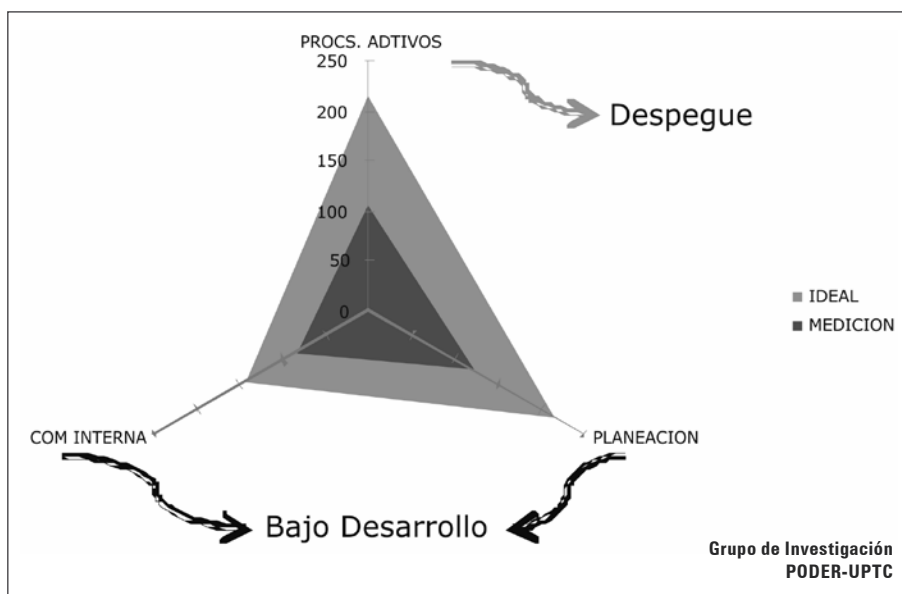 PROCS. ADTIVOS
250
200
150
100
50
0
Despegue
IDEAL
MEDICION
COM INTERNA
PLANEACION
Bajo Desarrollo
Grupo de Investigación
PODER-UPTC